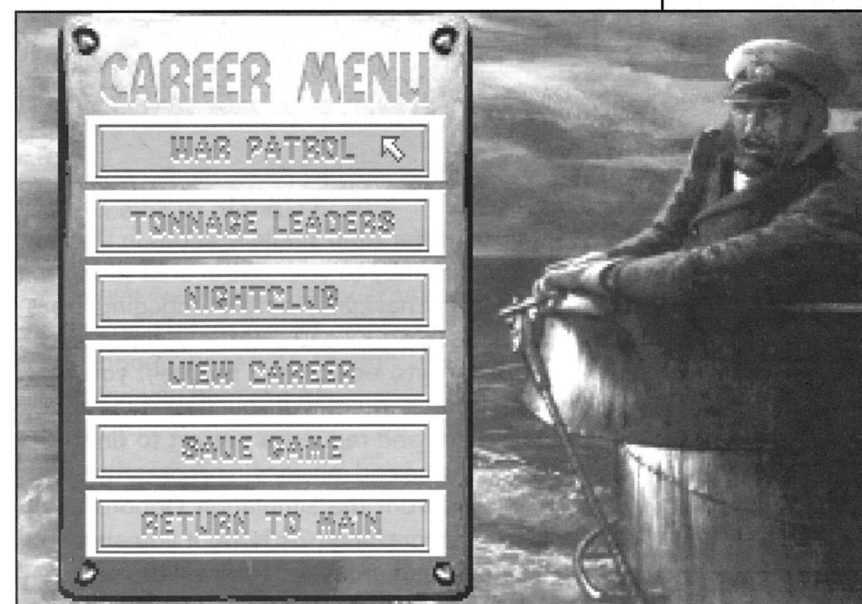 CAREER MENU
WAR PATROL
TONNAGE LEADERS
NIGHTCLUB
VIEW CAREER
SAVE GAME
RETURN TO MAIN